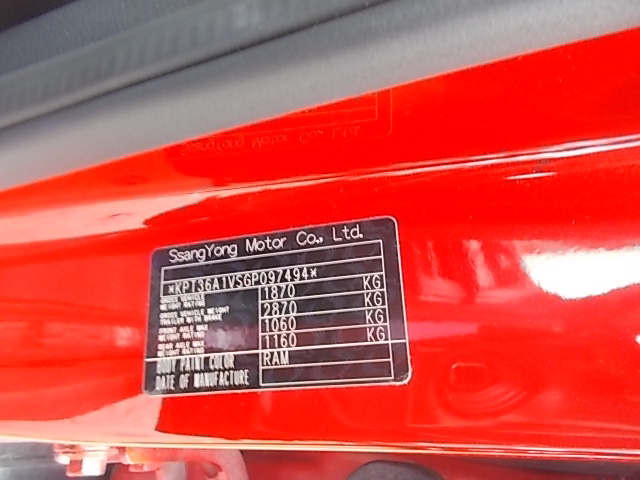 SsangYong Motor Co., Ltd.
*KPT36A1VSGP097494*
GROSS VEHICLE WEIGHT RATING 1870 KG
GROSS VEHICLE WEIGHT TRAILER WITH BRAKE 2870 KG
FRONT AXLE MAX WEIGHT RATING 1060 KG
REAR AXLE MAX WEIGHT RATING 1160 KG
BODY PAINT COLOR RAM
DATE OF MANUFACTURE